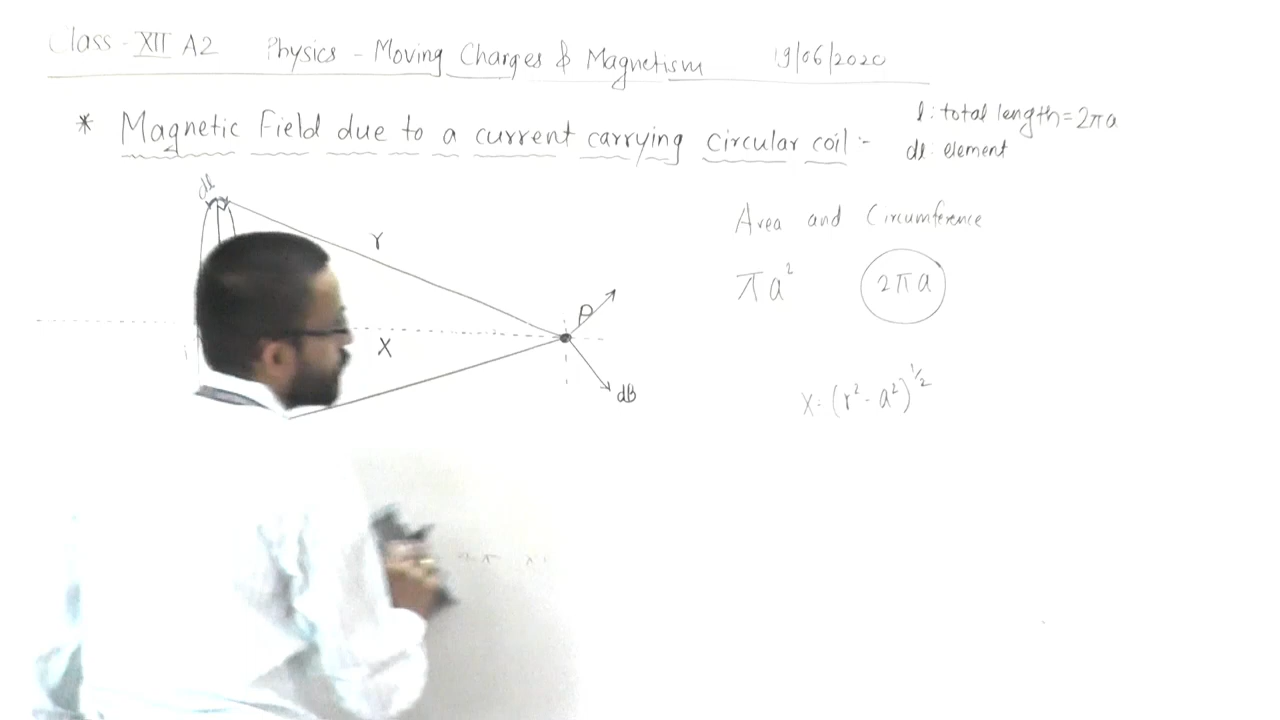 Class - XII A2 Physics - Moving Charges & Magnetism 19/06/2020
* Magnetic Field due to a current carrying circular coil :-
l : total length = 2πa
dl : element
dl
r
Area and Circumference
πa² 2πa
P
X
dB
X = (r² - a²)^1/2